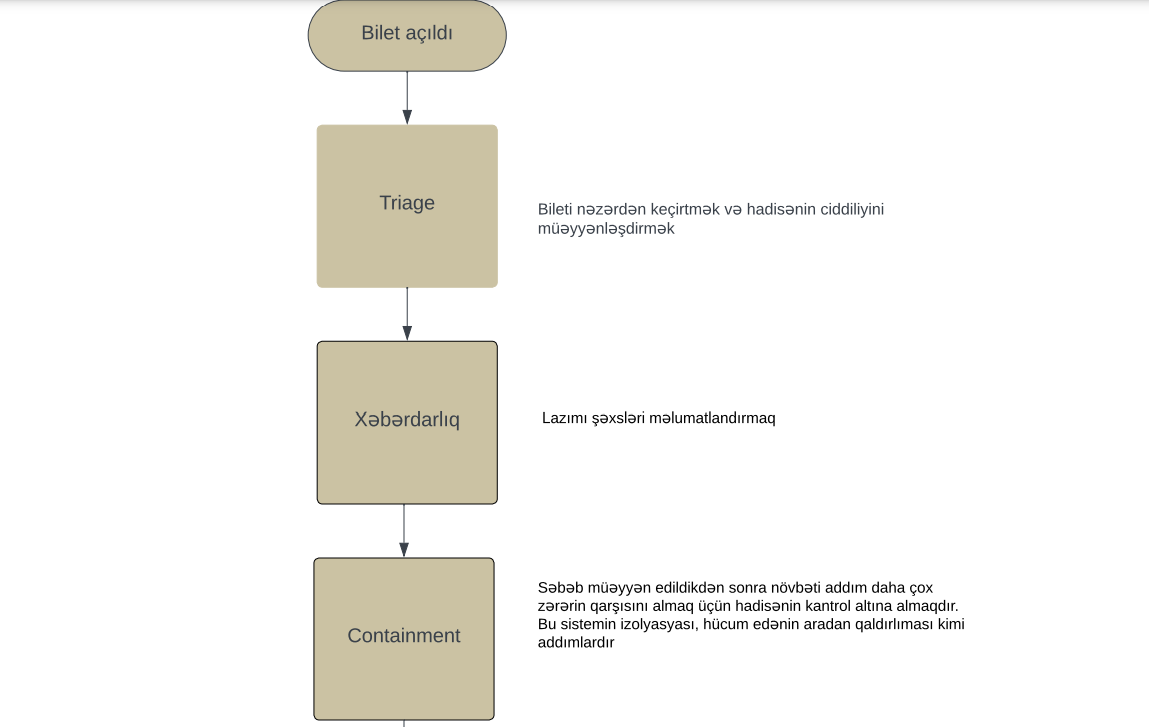 Bilet açıldı
Triage
Bileti nəzərdən keçirtmək və hadisənin ciddiliyini
müəyyənləşdirmək
Xəbərdarlıq
Lazımı şəxsləri məlumatlandırmaq
Containment
Səbəb müəyyən edildikdən sonra növbəti addım daha çox
zərərin qarşısını almaq üçün hadisənin kantrol altına almaqdır.
Bu sistemin izolyasyası, hücum edənin aradan qaldırlıması kimi
addımlardır